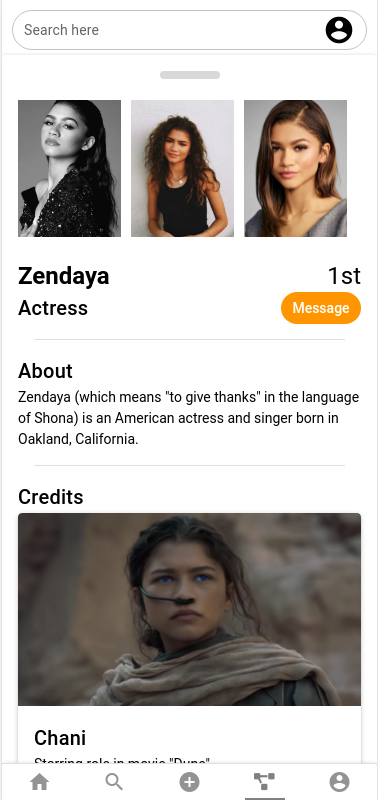 Search here
Zendaya
1st
Actress
Message
About
Zendaya (which means "to give thanks" in the language
of Shona) is an American actress and singer born in
Oakland, California.
Credits
Chani
Starring role in movie "Dune"